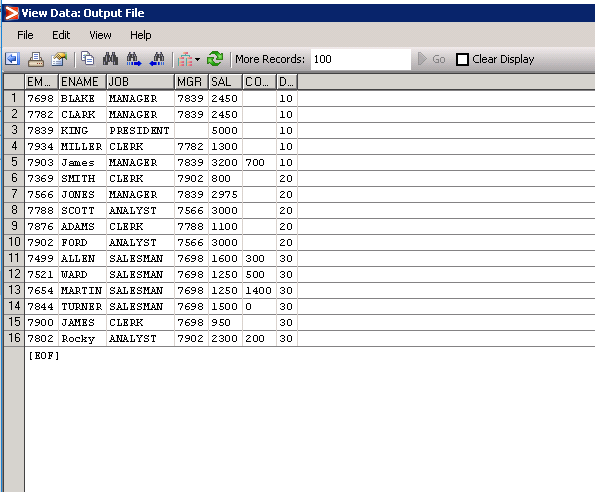 View Data: Output File
File Edit View Help
More Records: 100 Go Clear Display
EM... ENAME JOB MGR SAL CO... D...
1 7698 BLAKE MANAGER 7839 2450 10
2 7782 CLARK MANAGER 7839 2450 10
3 7839 KING PRESIDENT 5000 10
4 7934 MILLER CLERK 7782 1300 10
5 7903 James MANAGER 7839 3200 700 10
6 7369 SMITH CLERK 7902 800 20
7 7566 JONES MANAGER 7839 2975 20
8 7788 SCOTT ANALYST 7566 3000 20
9 7876 ADAMS CLERK 7788 1100 20
10 7902 FORD ANALYST 7566 3000 20
11 7499 ALLEN SALESMAN 7698 1600 300 30
12 7521 WARD SALESMAN 7698 1250 500 30
13 7654 MARTIN SALESMAN 7698 1250 1400 30
14 7844 TURNER SALESMAN 7698 1500 0 30
15 7900 JAMES CLERK 7698 950 30
16 7802 Rocky ANALYST 7902 2300 200 30
[EOF]